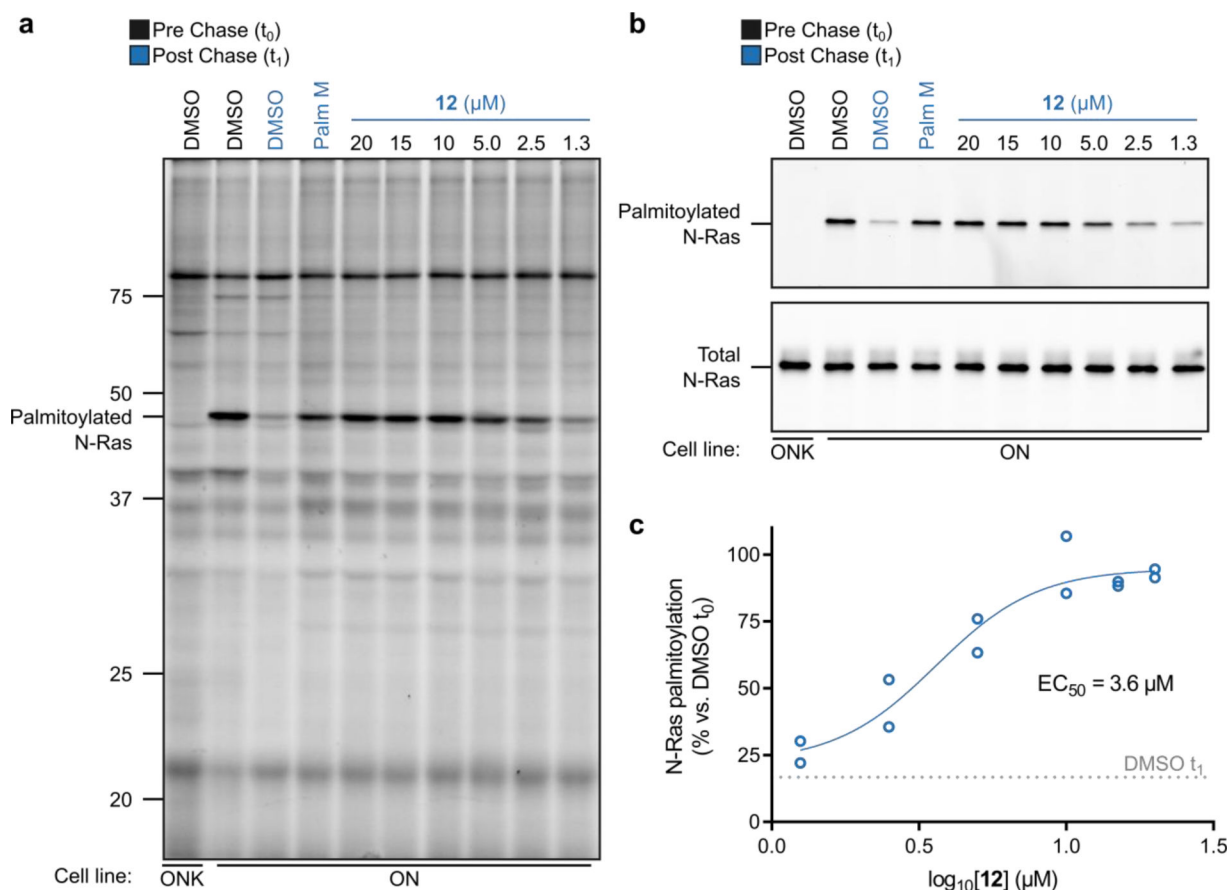 a
Pre Chase (t0)
Post Chase (t1)
DMSO
DMSO
DMSO
Palm M
12 (µM)
20 15 10 5.0 2.5 1.3
75
50
Palmitoylated
N-Ras
37
25
20
Cell line: ONK ON
b
Pre Chase (t0)
Post Chase (t1)
DMSO
DMSO
DMSO
Palm M
12 (µM)
20 15 10 5.0 2.5 1.3
Palmitoylated
N-Ras
Total
N-Ras
Cell line: ONK ON
c
N-Ras palmitoylation
(% vs. DMSO t0)
100
75
50
25
0
EC50 = 3.6 µM
DMSO t1
0.0 0.5 1.0 1.5
log10[12] (µM)